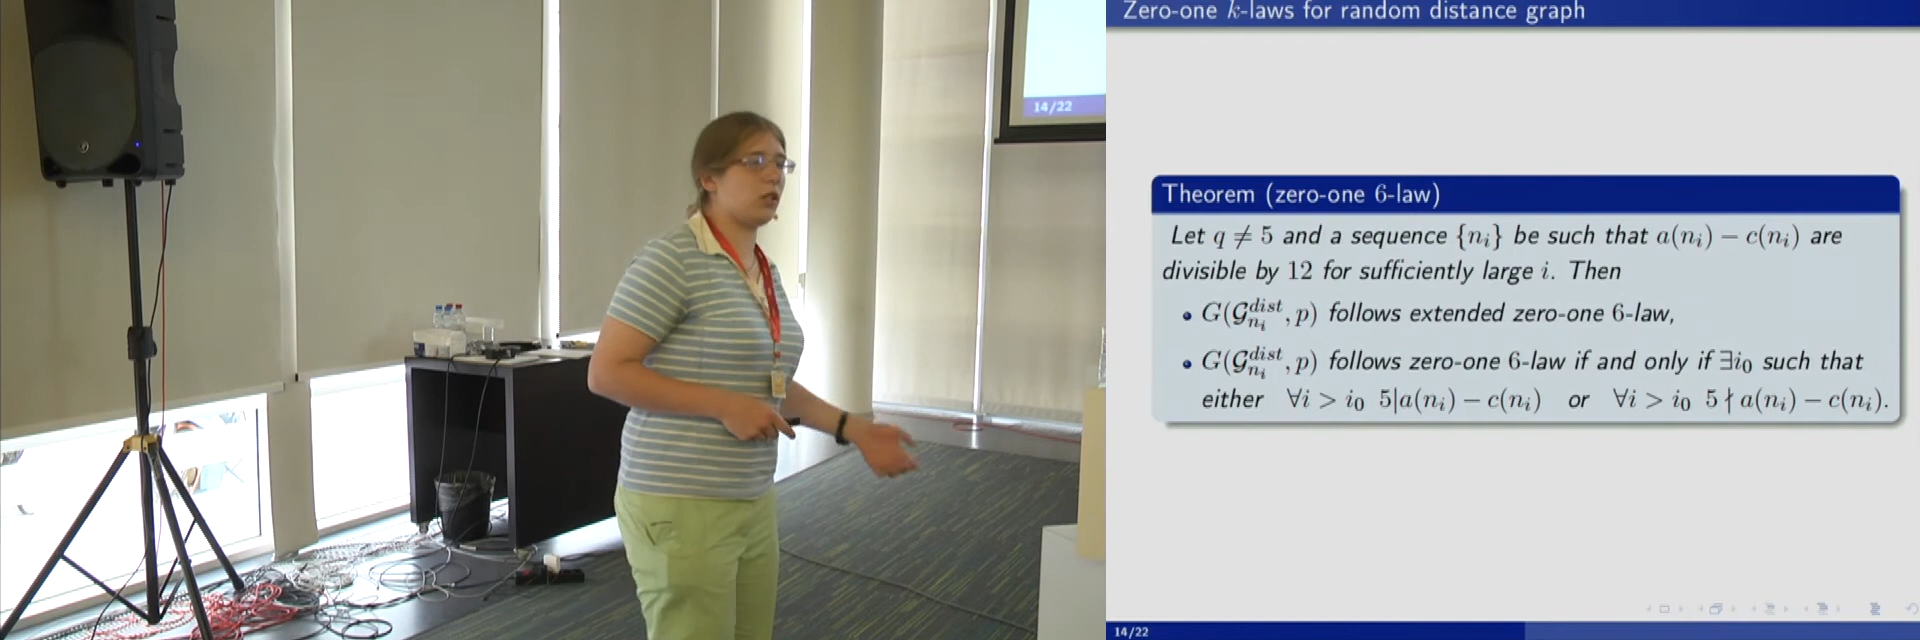 14/22
Zero-one k-laws for random distance graph
Theorem (zero-one 6-law)
Let q ≠ 5 and a sequence {n_i} be such that a(n_i) − c(n_i) are
divisible by 12 for sufficiently large i. Then
• G(𝒢^{dist}_{n_i}, p) follows extended zero-one 6-law,
• G(𝒢^{dist}_{n_i}, p) follows zero-one 6-law if and only if ∃i_0 such that
either ∀i > i_0 5|a(n_i) − c(n_i) or ∀i > i_0 5 ∤ a(n_i) − c(n_i).
14/22